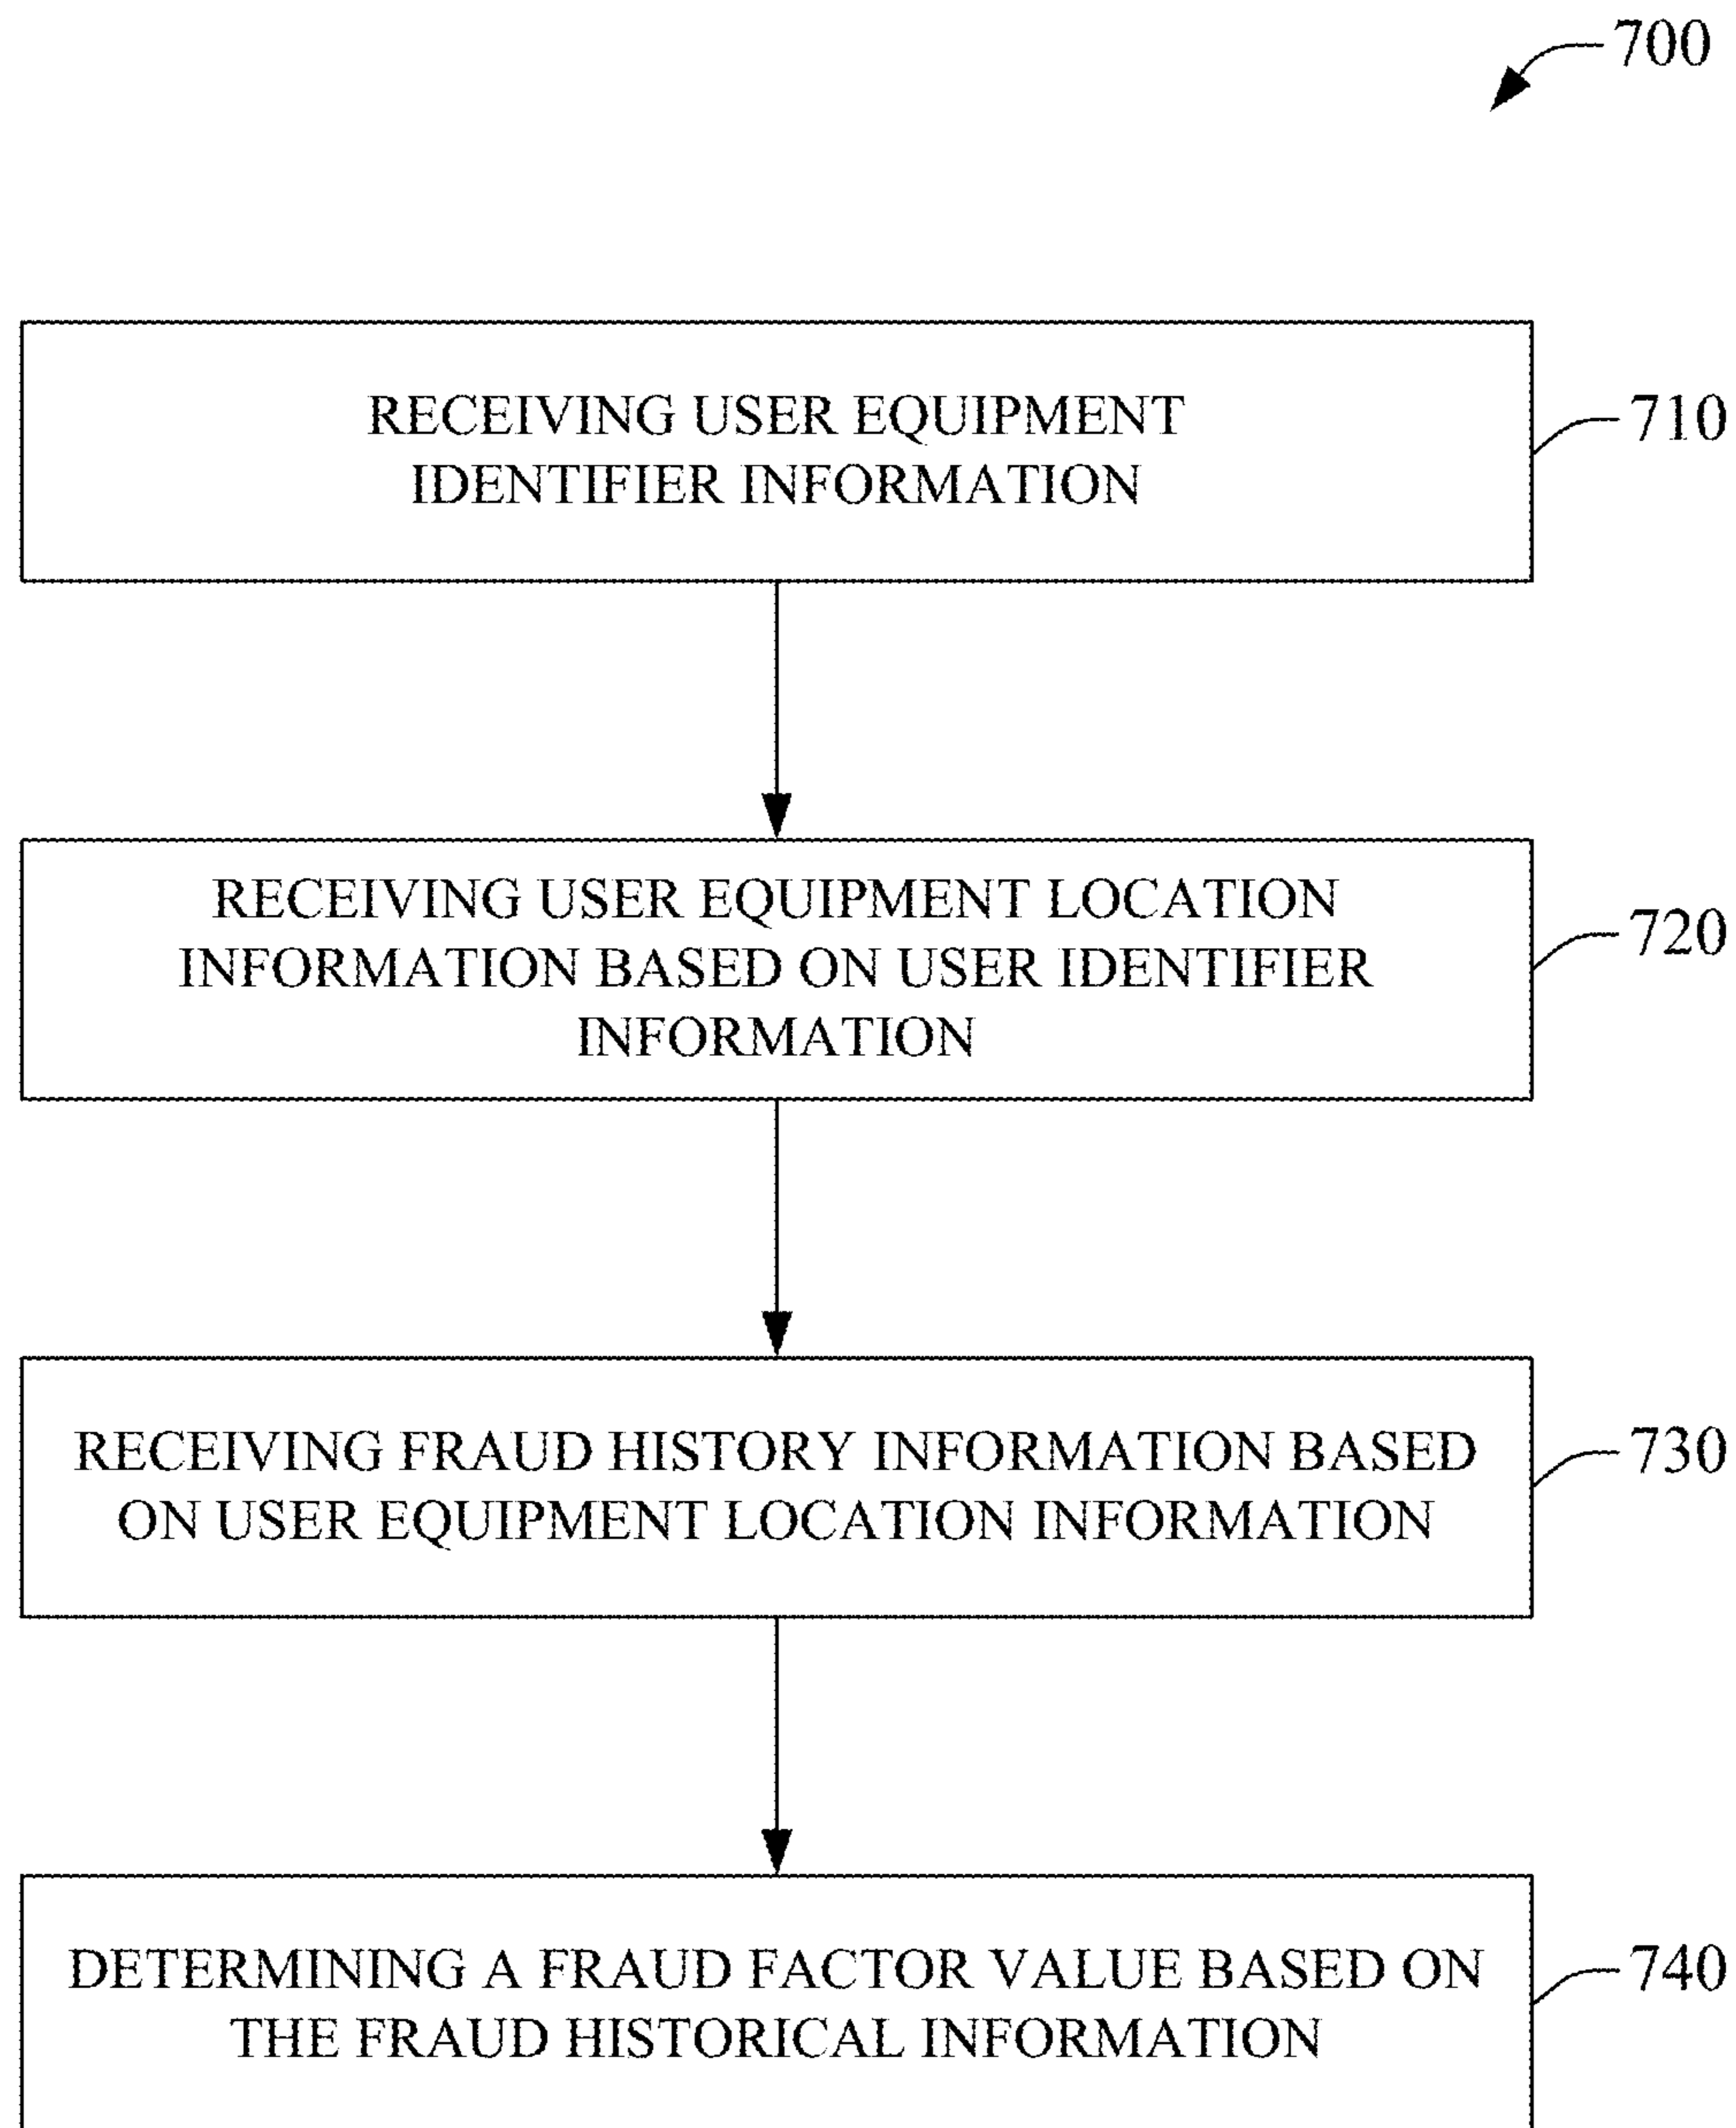 700
RECEIVING USER EQUIPMENT
IDENTIFIER INFORMATION
710
RECEIVING USER EQUIPMENT LOCATION
INFORMATION BASED ON USER IDENTIFIER
INFORMATION
720
RECEIVING FRAUD HISTORY INFORMATION BASED
ON USER EQUIPMENT LOCATION INFORMATION
730
DETERMINING A FRAUD FACTOR VALUE BASED ON
THE FRAUD HISTORICAL INFORMATION
740